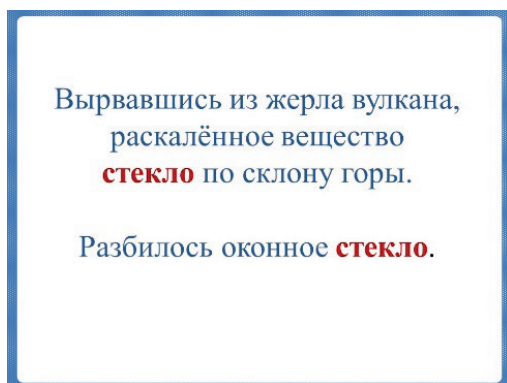 Вырвавшись из жерла вулкана,
раскалённое вещество
стекло по склону горы.
Разбилось оконное стекло.